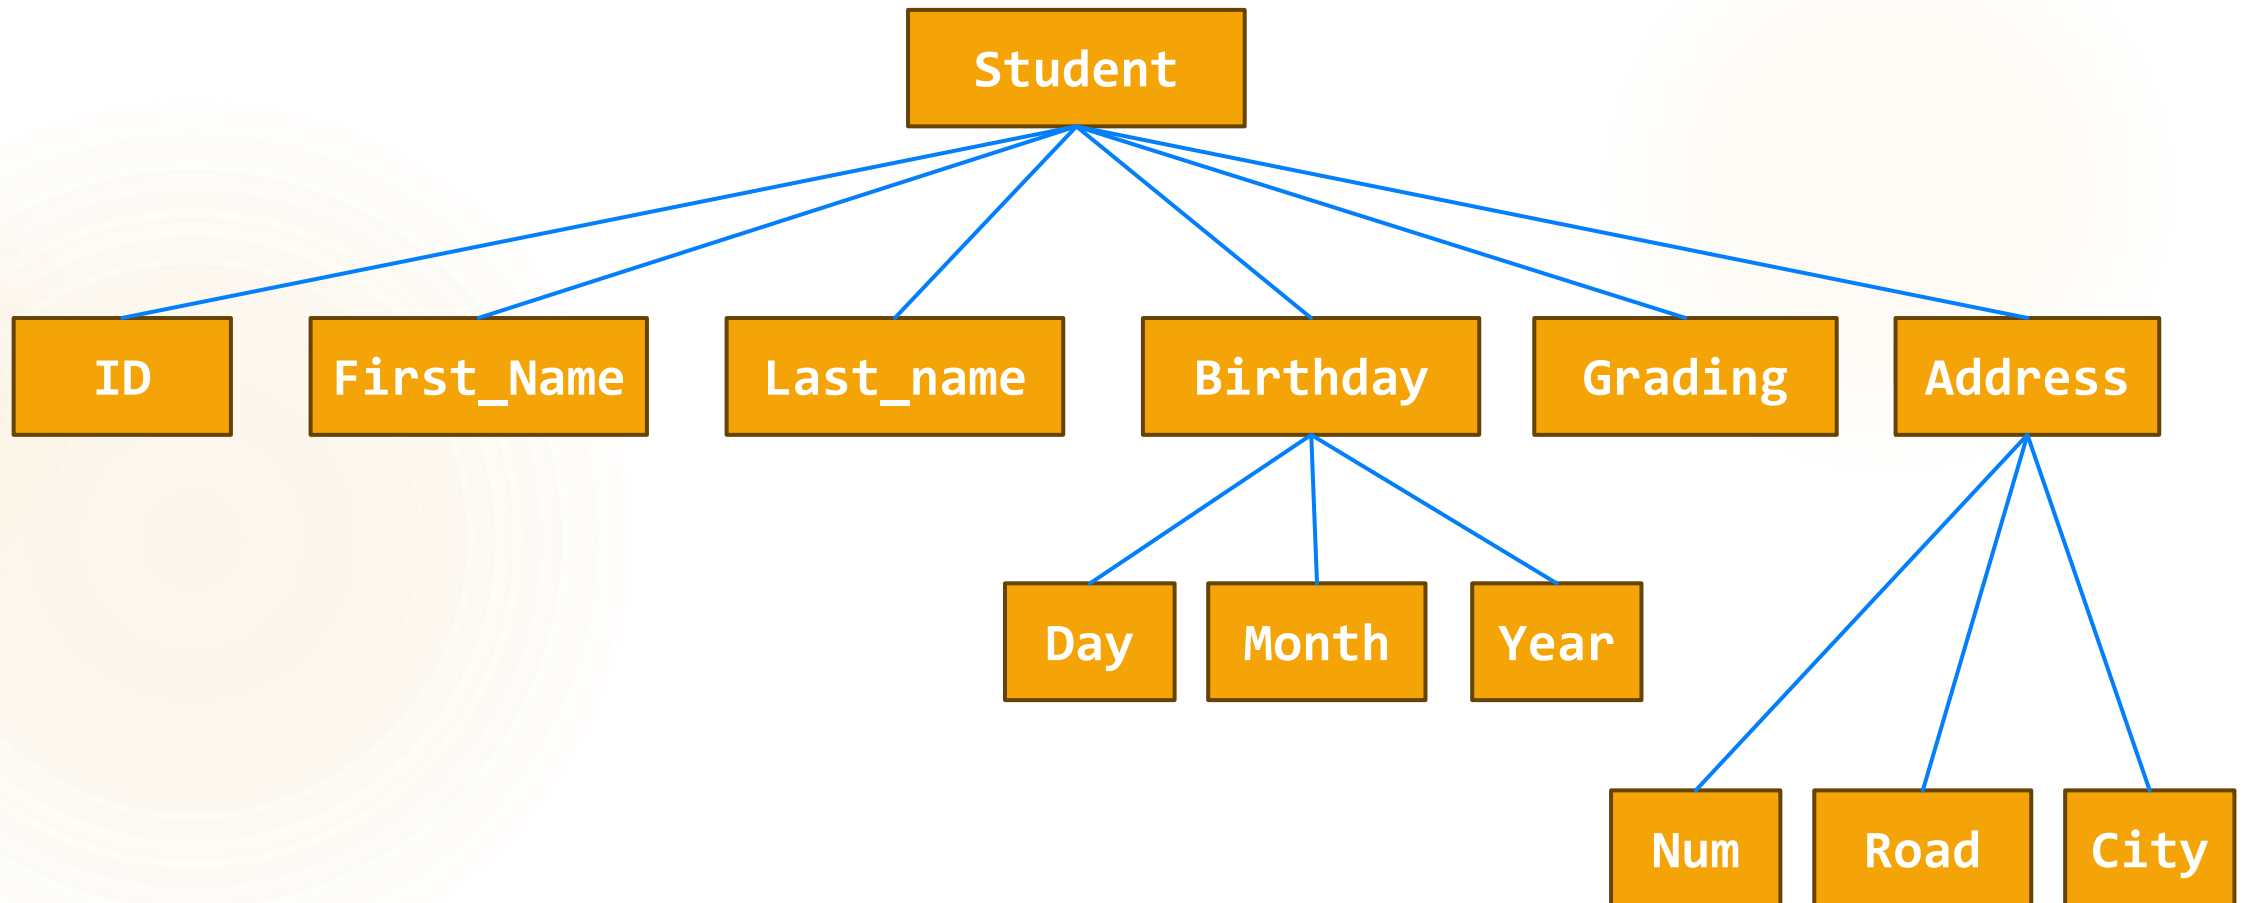 Student
ID
First_Name
Last_name
Birthday
Grading
Address
Day
Month
Year
Num
Road
City